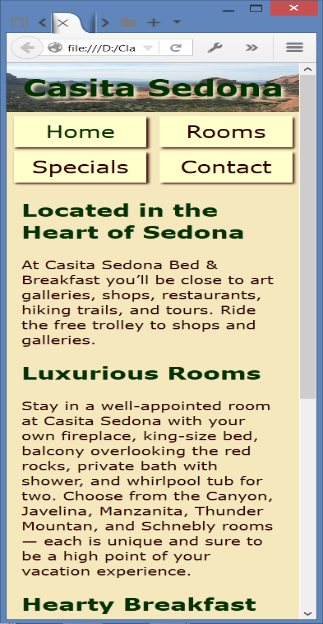 file:///D:/Cla
Casita Sedona
Home Rooms
Specials Contact
Located in the
Heart of Sedona
At Casita Sedona Bed &
Breakfast you’ll be close to art
galleries, shops, restaurants,
hiking trails, and tours. Ride
the free trolley to shops and
galleries.
Luxurious Rooms
Stay in a well-appointed room
at Casita Sedona with your
own fireplace, king-size bed,
balcony overlooking the red
rocks, private bath with
shower, and whirlpool tub for
two. Choose from the Canyon,
Javelina, Manzanita, Thunder
Mountan, and Schnebly rooms
— each is unique and sure to
be a high point of your
vacation experience.
Hearty Breakfast